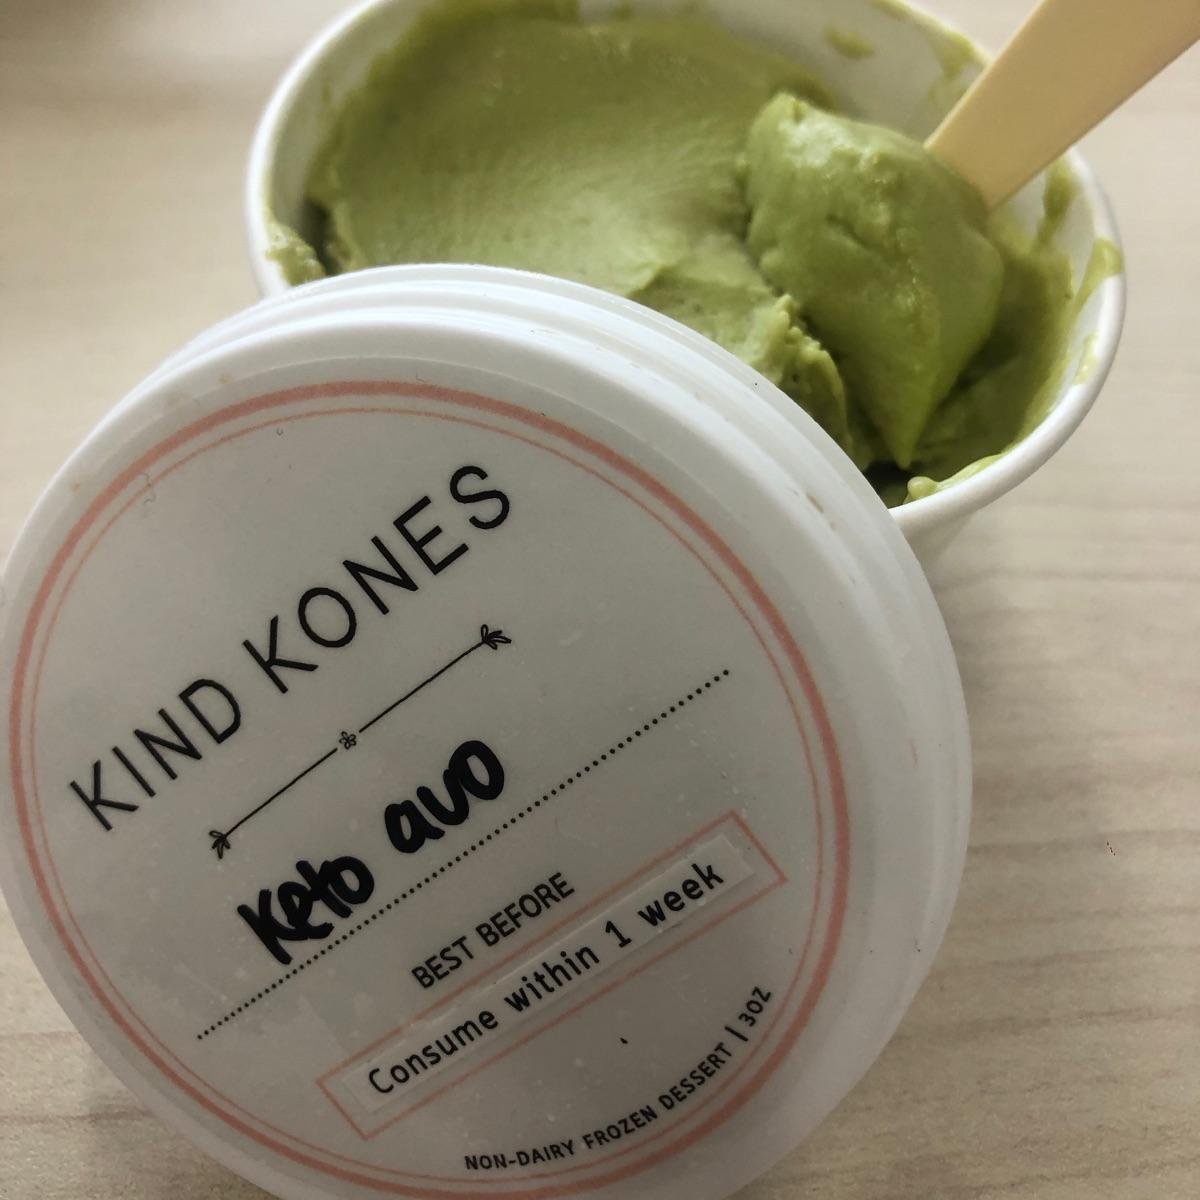 KIND KONES
Keto avo
BEST BEFORE
Consume within 1 week
NON-DAIRY FROZEN DESSERT | 3OZ